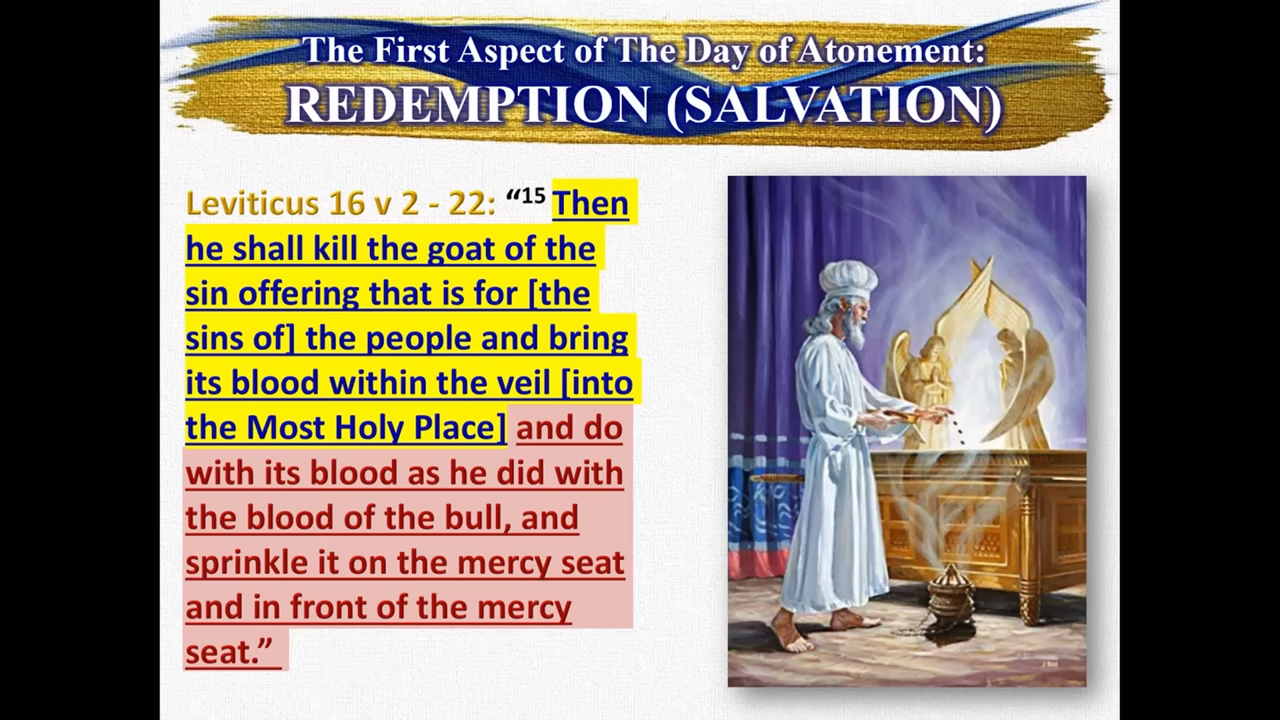 The First Aspect of The Day of Atonement:
REDEMPTION (SALVATION)
Leviticus 16 v 2 - 22: “15 Then
he shall kill the goat of the
sin offering that is for [the
sins of] the people and bring
its blood within the veil [into
the Most Holy Place] and do
with its blood as he did with
the blood of the bull, and
sprinkle it on the mercy seat
and in front of the mercy
seat.”